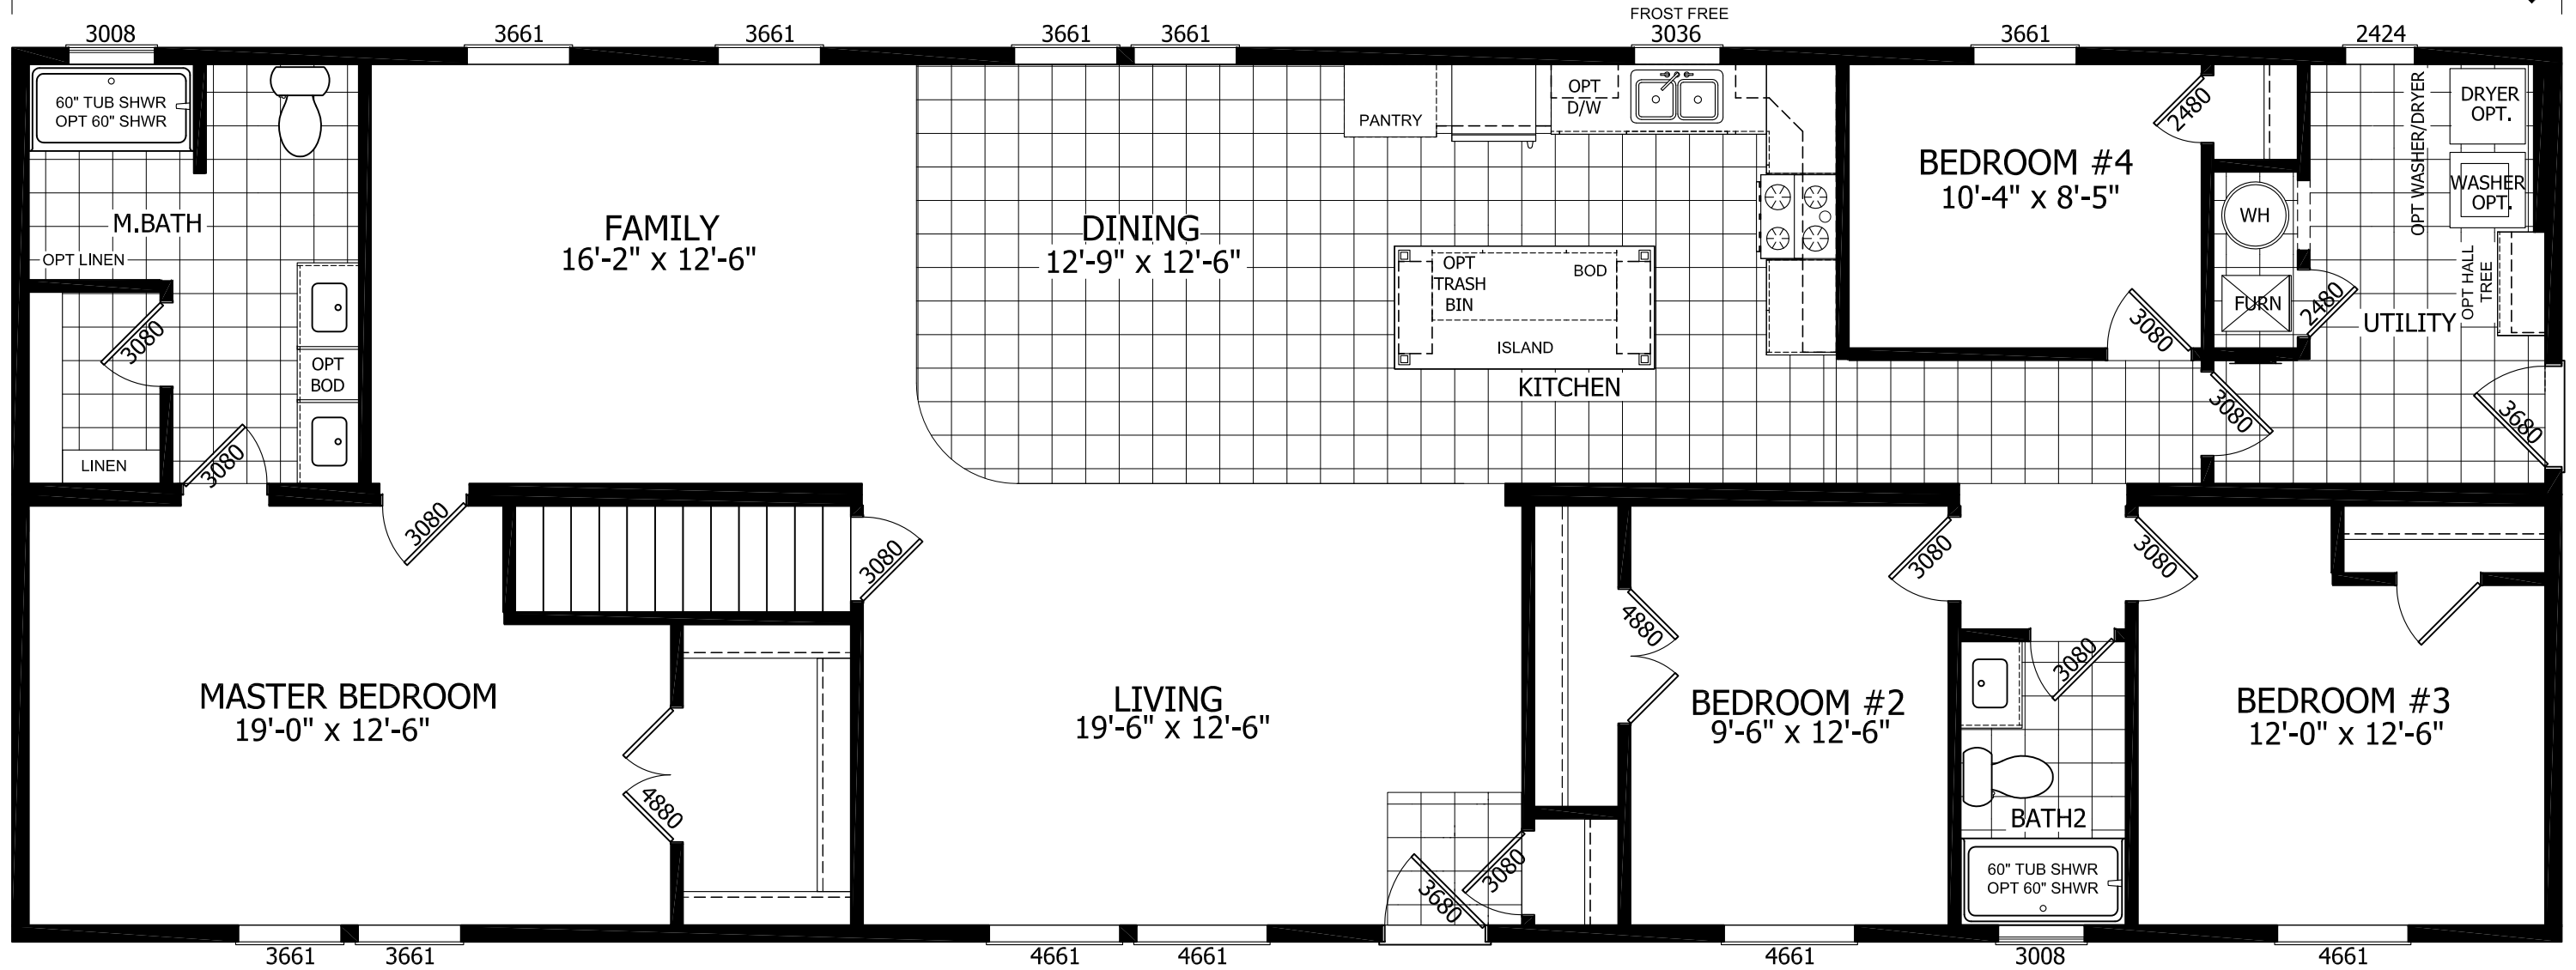 FROST FREE
3008
3661
3661
3661
3661
3036
3661
2424
60" TUB SHWR
OPT 60" SHWR
M.BATH
OPT LINEN
3080
LINEN
3080
OPT
BOD
FAMILY
16'-2" x 12'-6"
DINING
12'-9" x 12'-6"
PANTRY
OPT
D/W
OPT
TRASH
BIN
BOD
ISLAND
KITCHEN
BEDROOM #4
10'-4" x 8'-5"
2480
3080
WH
FURN
2480
OPT WASHER/DRYER
DRYER
OPT.
WASHER
OPT.
OPT HALL
TREE
UTILITY
3080
3680
3080
3080
MASTER BEDROOM
19'-0" x 12'-6"
4880
LIVING
19'-6" x 12'-6"
3680
3080
4880
BEDROOM #2
9'-6" x 12'-6"
3080
3080
3080
BATH2
60" TUB SHWR
OPT 60" SHWR
BEDROOM #3
12'-0" x 12'-6"
3661
3661
4661
4661
4661
3008
4661